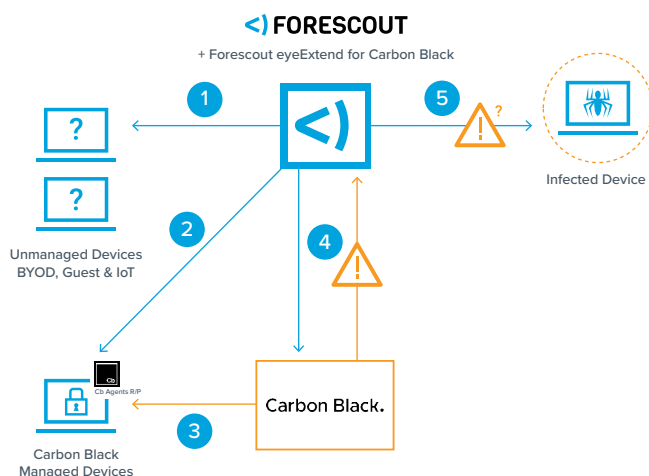 FORESCOUT
+ Forescout eyeExtend for Carbon Black
1
5
?
?
?
Infected Device
2
4
Unmanaged Devices
BYOD, Guest & IoT
Cb
Cb Agents R/P
Carbon Black.
3
Carbon Black
Managed Devices